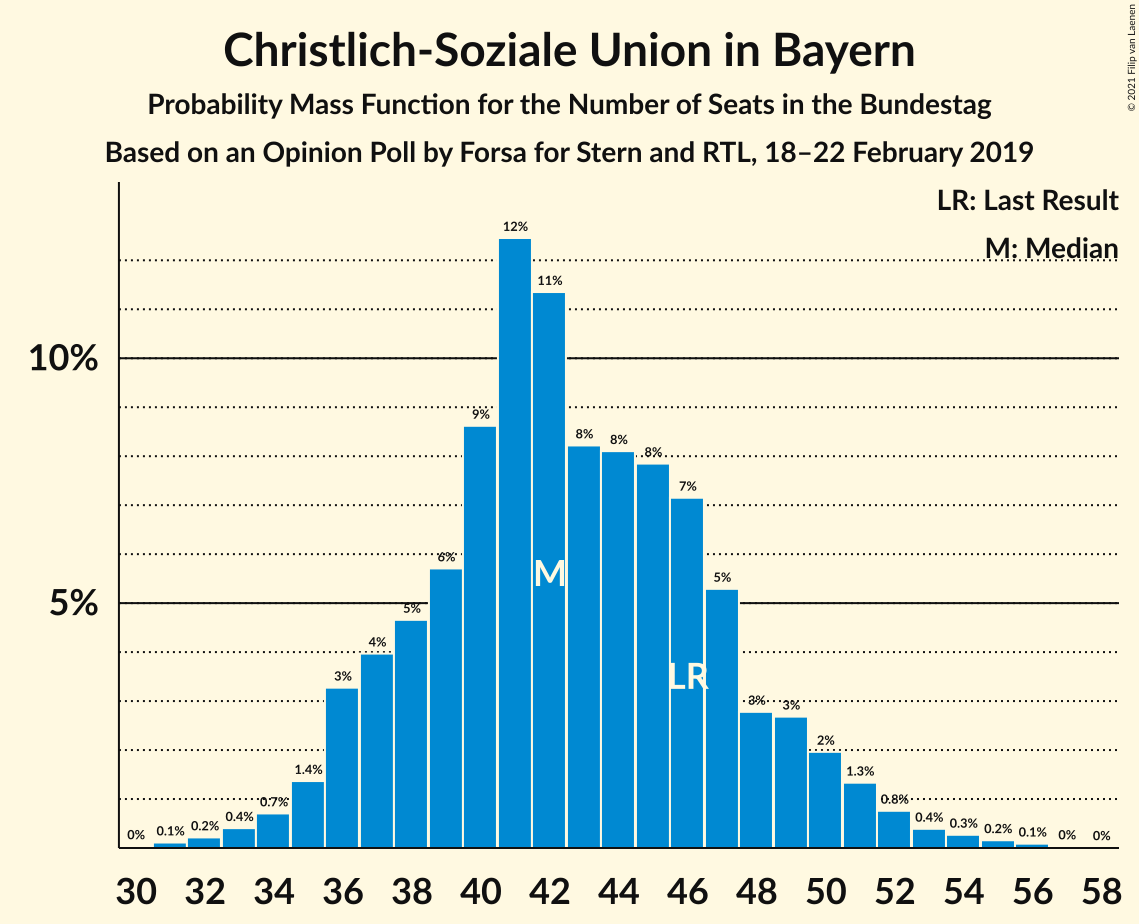 Christlich-Soziale Union in Bayern
Probability Mass Function for the Number of Seats in the Bundestag
Based on an Opinion Poll by Forsa for Stern and RTL, 18–22 February 2019
© 2021 Filip van Laenen
LR: Last Result
M: Median
10%
5%
0% 0.1% 0.2% 0.4% 0.7% 1.4% 3% 4% 5% 6% 9% 12% 11% 8% 8% 8% 7% 5% 3% 3% 2% 1.3% 0.8% 0.4% 0.3% 0.2% 0.1% 0% 0%
M
LR
30 32 34 36 38 40 42 44 46 48 50 52 54 56 58